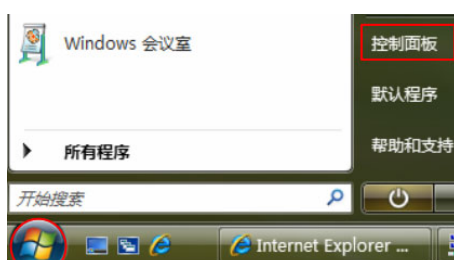 Windows 会议室
控制面板
默认程序
所有程序
帮助和支持
开始搜索
Internet Explorer ...